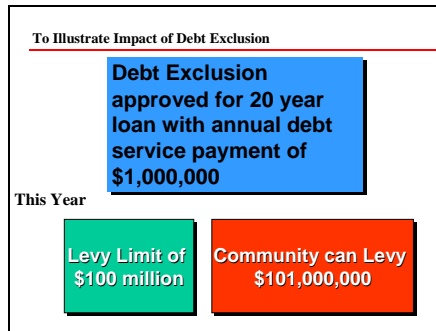 To Illustrate Impact of Debt Exclusion
Debt Exclusion
approved for 20 year
loan with annual debt
service payment of
$1,000,000
This Year
Levy Limit of
$100 million
Community can Levy
$101,000,000